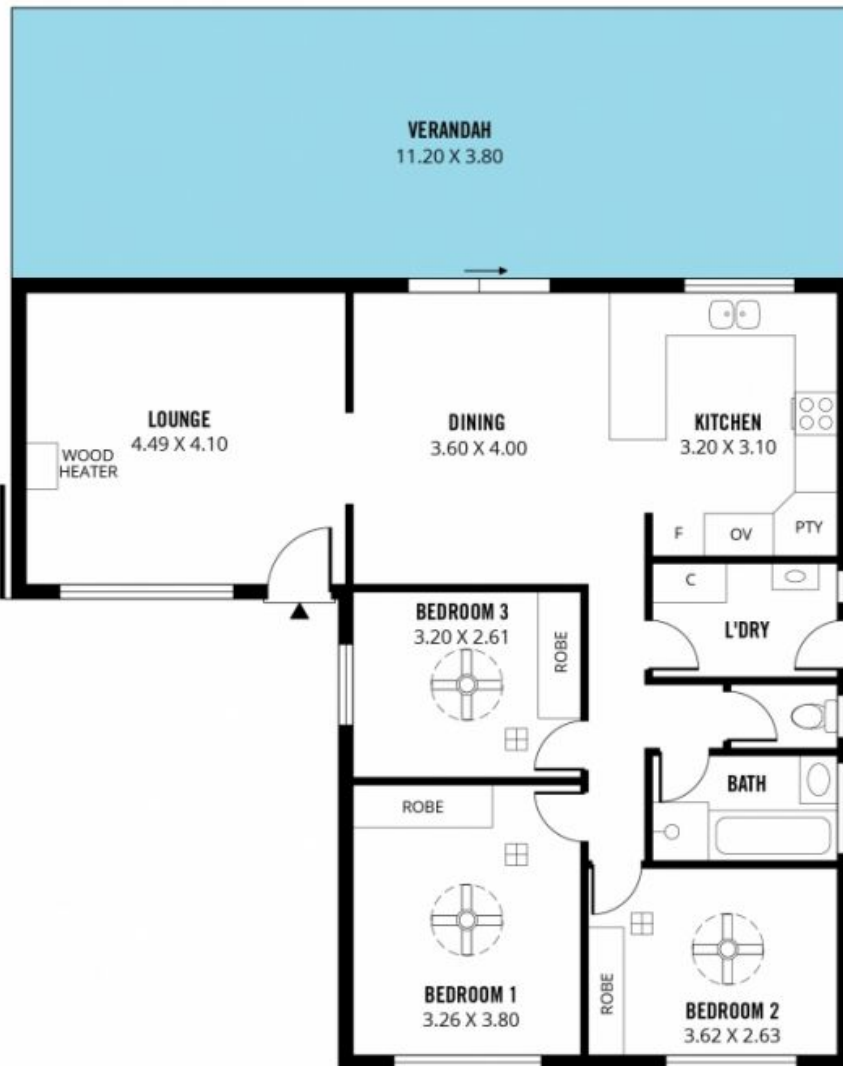 VERANDAH
11.20 X 3.80
LOUNGE
4.49 X 4.10
WOOD
HEATER
DINING
3.60 X 4.00
KITCHEN
3.20 X 3.10
F
OV
PTY
C
L'DRY
BEDROOM 3
3.20 X 2.61
ROBE
BATH
ROBE
BEDROOM 1
3.26 X 3.80
ROBE
BEDROOM 2
3.62 X 2.63